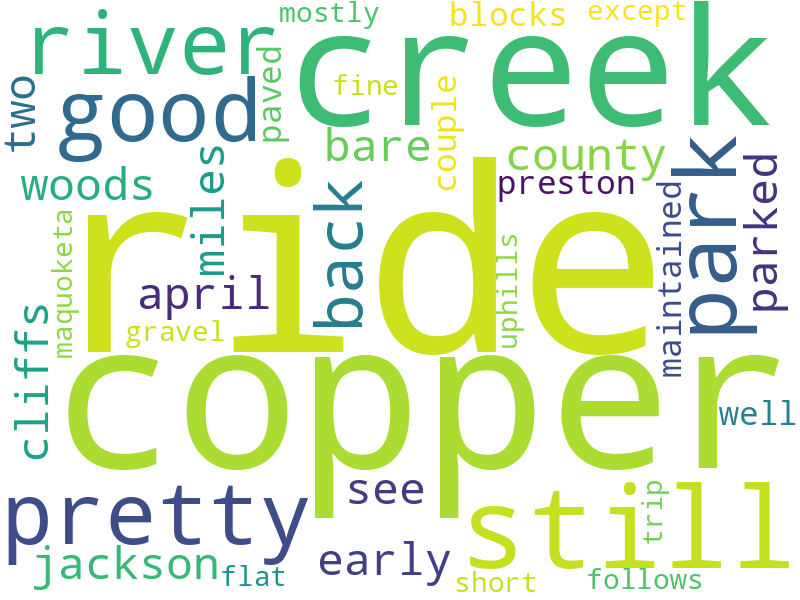 mostly
blocks
except
river
creek
two
good
paved
fine
couple
bare
county
woods
miles
back
preston
maintained
park
parked
ride
maquoketa
april
uphills
gravel
cliffs
copper
well
pretty
see
still
trip
jackson
flat
early
short
follows